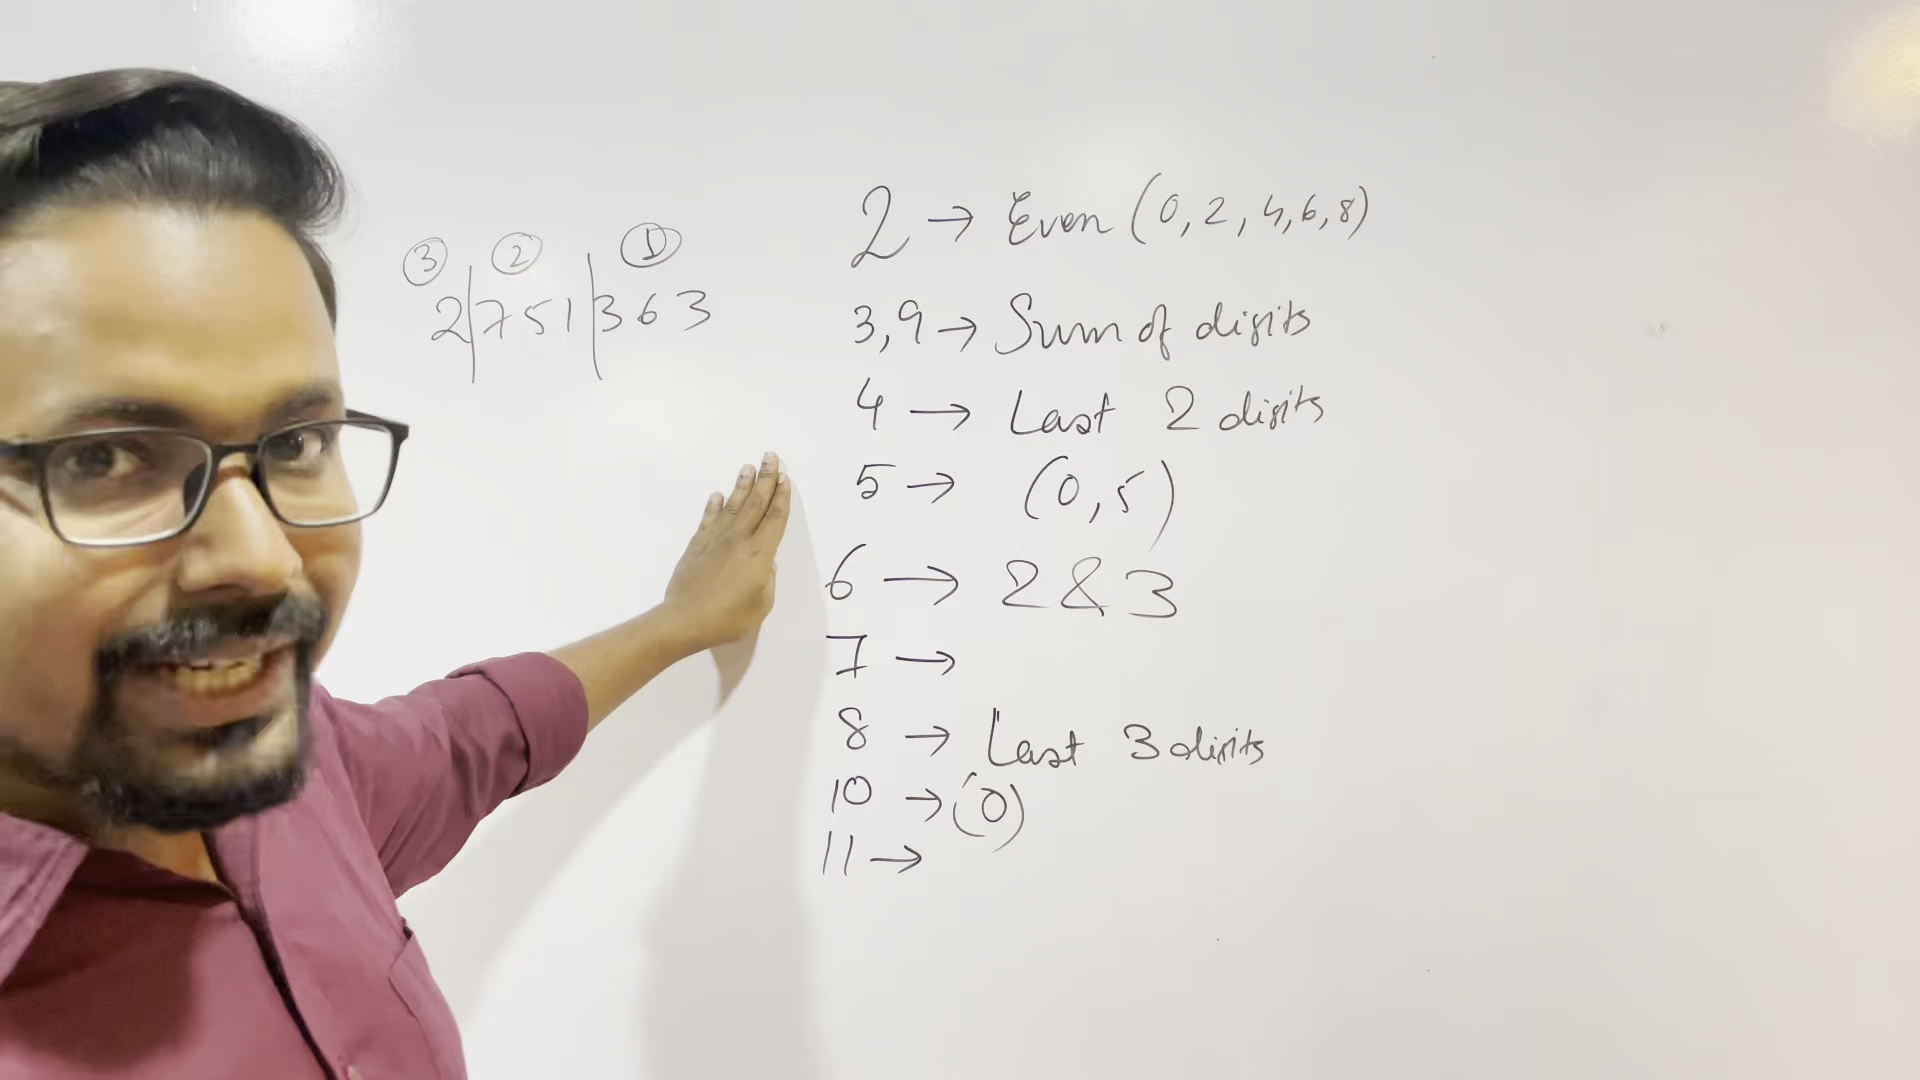 ③ ② ①
2|751|363
2 → Even (0, 2, 4, 6, 8)
3, 9 → Sum of digits
4 → Last 2 digits
5 → (0, 5)
6 → 2 & 3
7 →
8 → Last 3 digits
10 → (0)
11 →